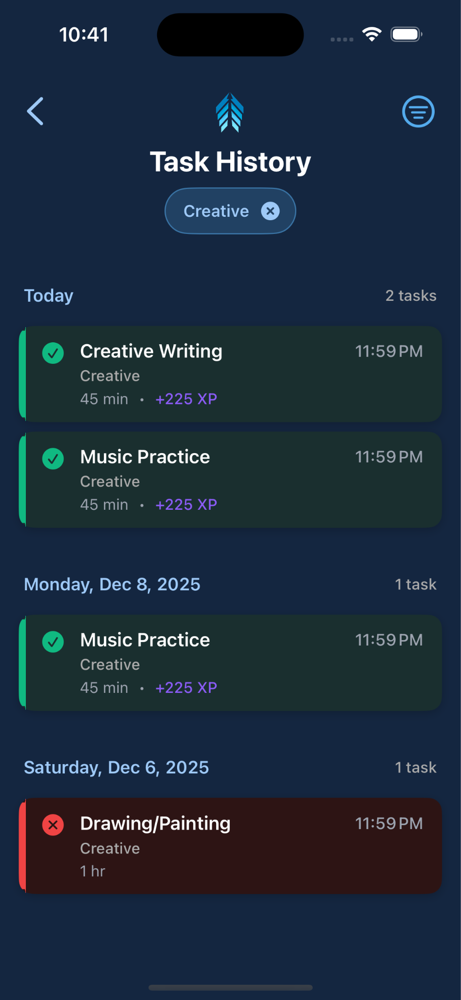 10:41
Task History
Creative
Today
2 tasks
Creative Writing
11:59 PM
Creative
45 min • +225 XP
Music Practice
11:59 PM
Creative
45 min • +225 XP
Monday, Dec 8, 2025
1 task
Music Practice
11:59 PM
Creative
45 min • +225 XP
Saturday, Dec 6, 2025
1 task
Drawing/Painting
11:59 PM
Creative
1 hr